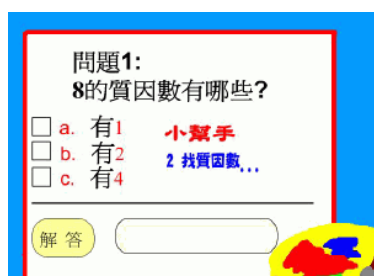 問題1:
8的質因數有哪些?
a. 有1
b. 有2
c. 有4
小幫手
2 找質因數...
解答